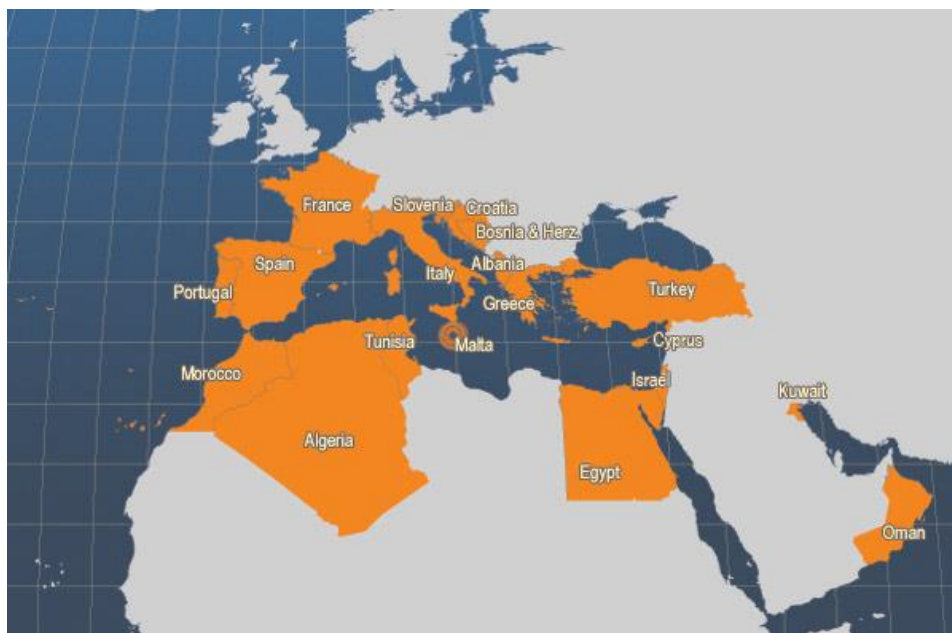 France
Slovenia
Croatia
Bosnia & Herz.
Spain
Italy
Albania
Portugal
Greece
Turkey
Tunisia
Malta
Cyprus
Morocco
Israel
Kuwait
Algeria
Egypt
Oman